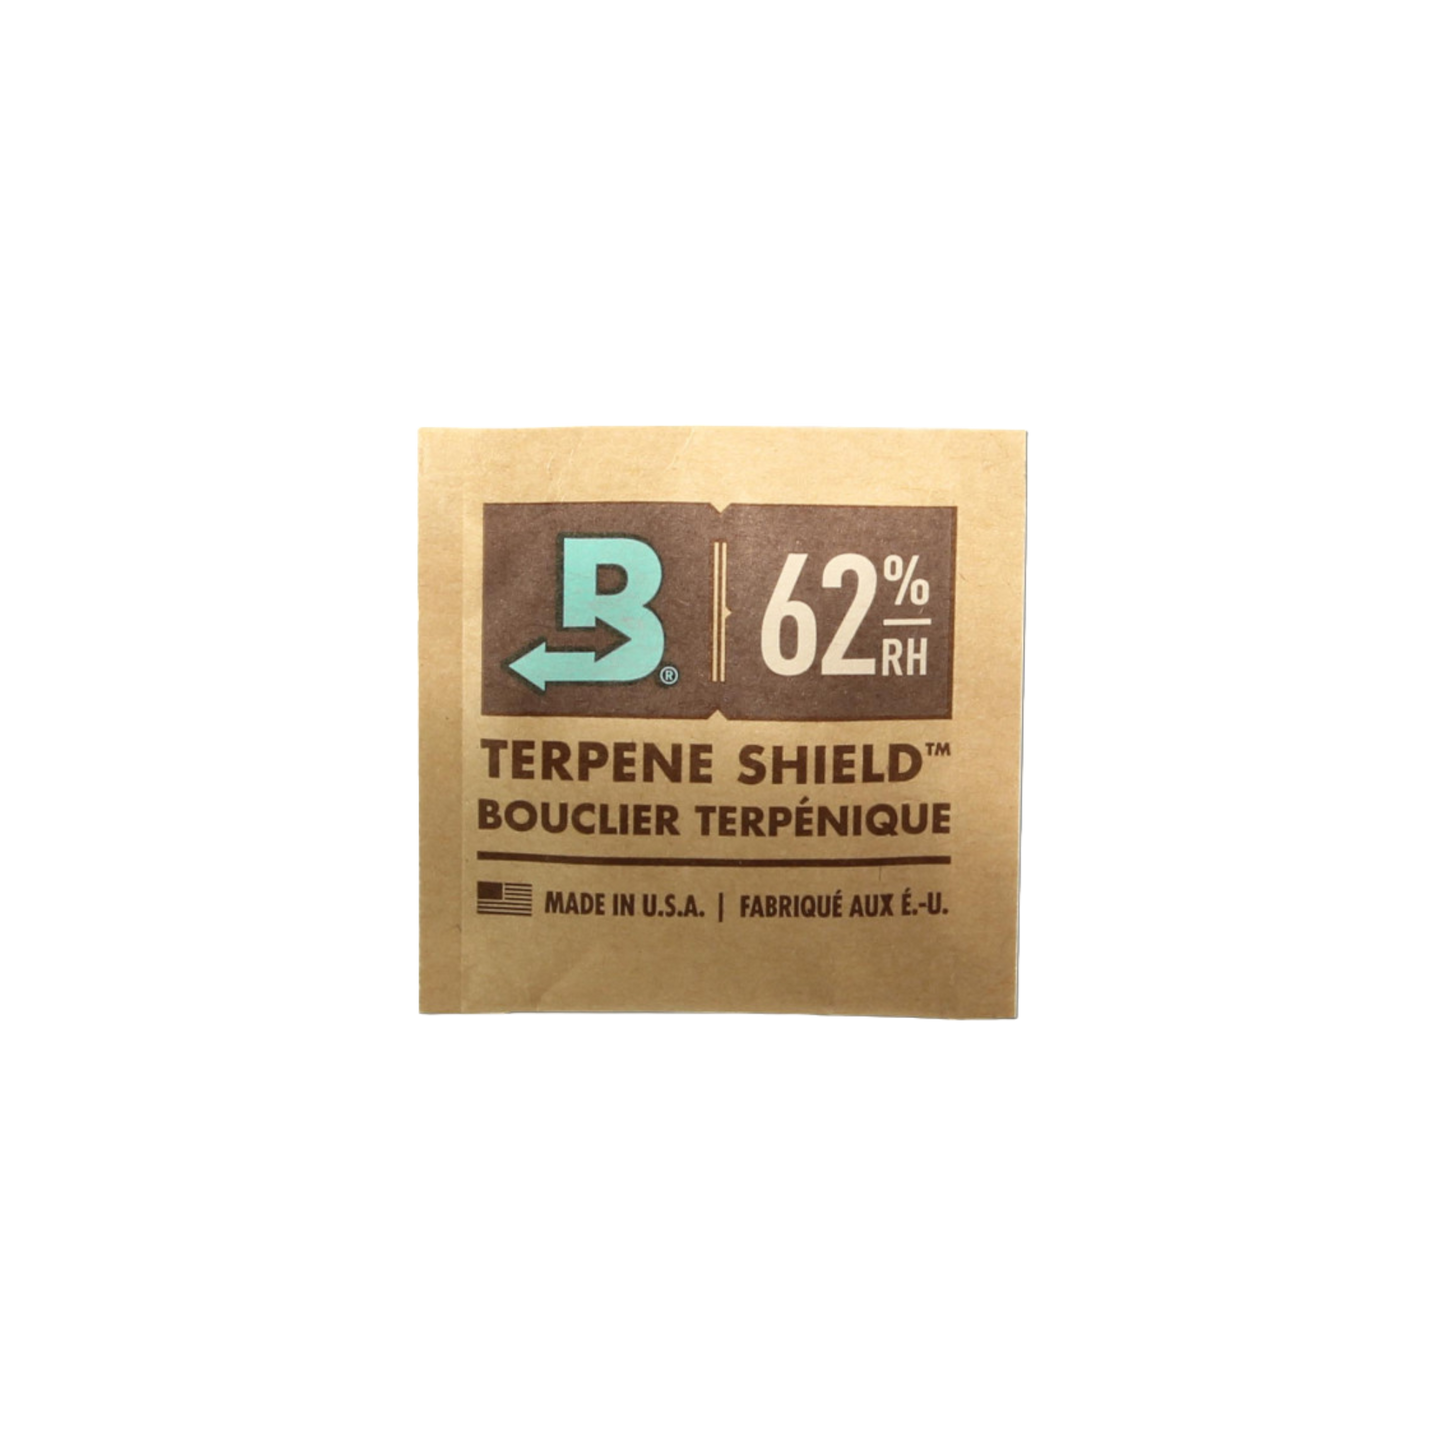 B®
62% RH
TERPENE SHIELD™
BOUCLIER TERPÉNIQUE
MADE IN U.S.A. | FABRIQUÉ AUX É.-U.